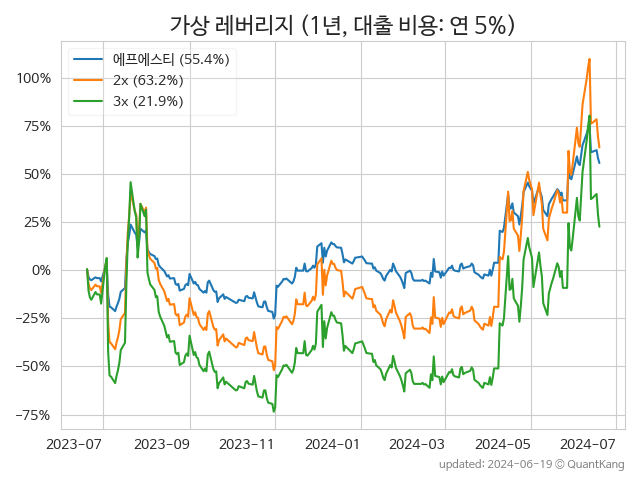 가상 레버리지 (1년, 대출 비용: 연 5%)
에프에스티 (55.4%)
2x (63.2%)
3x (21.9%)
100%
75%
50%
25%
0%
−25%
−50%
−75%
2023-07 2023-09 2023-11 2024-01 2024-03 2024-05 2024-07
updated: 2024-06-19 © QuantKang